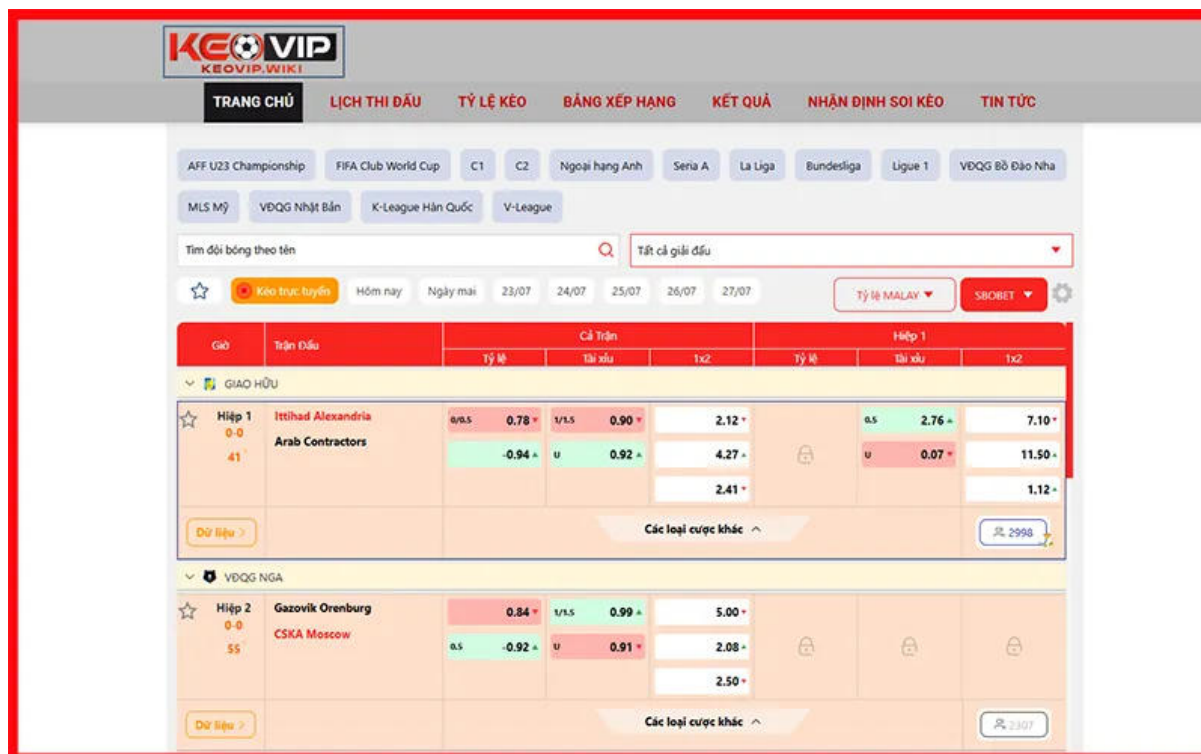 KEO VIP
KEOVIP.WIKI
TRANG CHỦ LỊCH THI ĐẤU TỶ LỆ KÈO BẢNG XẾP HẠNG KẾT QUẢ NHẬN ĐỊNH SOI KÈO TIN TỨC
AFF U23 Championship FIFA Club World Cup C1 C2 Ngoại hạng Anh Seria A La Liga Bundesliga Ligue 1 VĐQG Bồ Đào Nha
MLS Mỹ VĐQG Nhật Bản K-League Hàn Quốc V-League
Tìm đội bóng theo tên Tất cả giải đấu
Kèo trực tuyến Hôm nay Ngày mai 23/07 24/07 25/07 26/07 27/07 Tỷ lệ MALAY SBOBET
Giờ Trận Đấu Cả Trận Hiệp 1
Tỷ lệ Tài xỉu 1x2 Tỷ lệ Tài xỉu 1x2
GIAO HỮU
Hiệp 1 Ittihad Alexandria 0/0.5 0.78 1/1.5 0.90 2.12 0.5 2.76 7.10
0-0 Arab Contractors -0.94 U 0.92 4.27 U 0.07 11.50
41' 2.41 1.12
Dữ liệu > Các loại cược khác 2998
VĐQG NGA
Hiệp 2 Gazovik Orenburg 0.84 1/1.5 0.99 5.00
0-0 CSKA Moscow 0.5 -0.92 U 0.91 2.08
55' 2.50
Dữ liệu > Các loại cược khác 2307